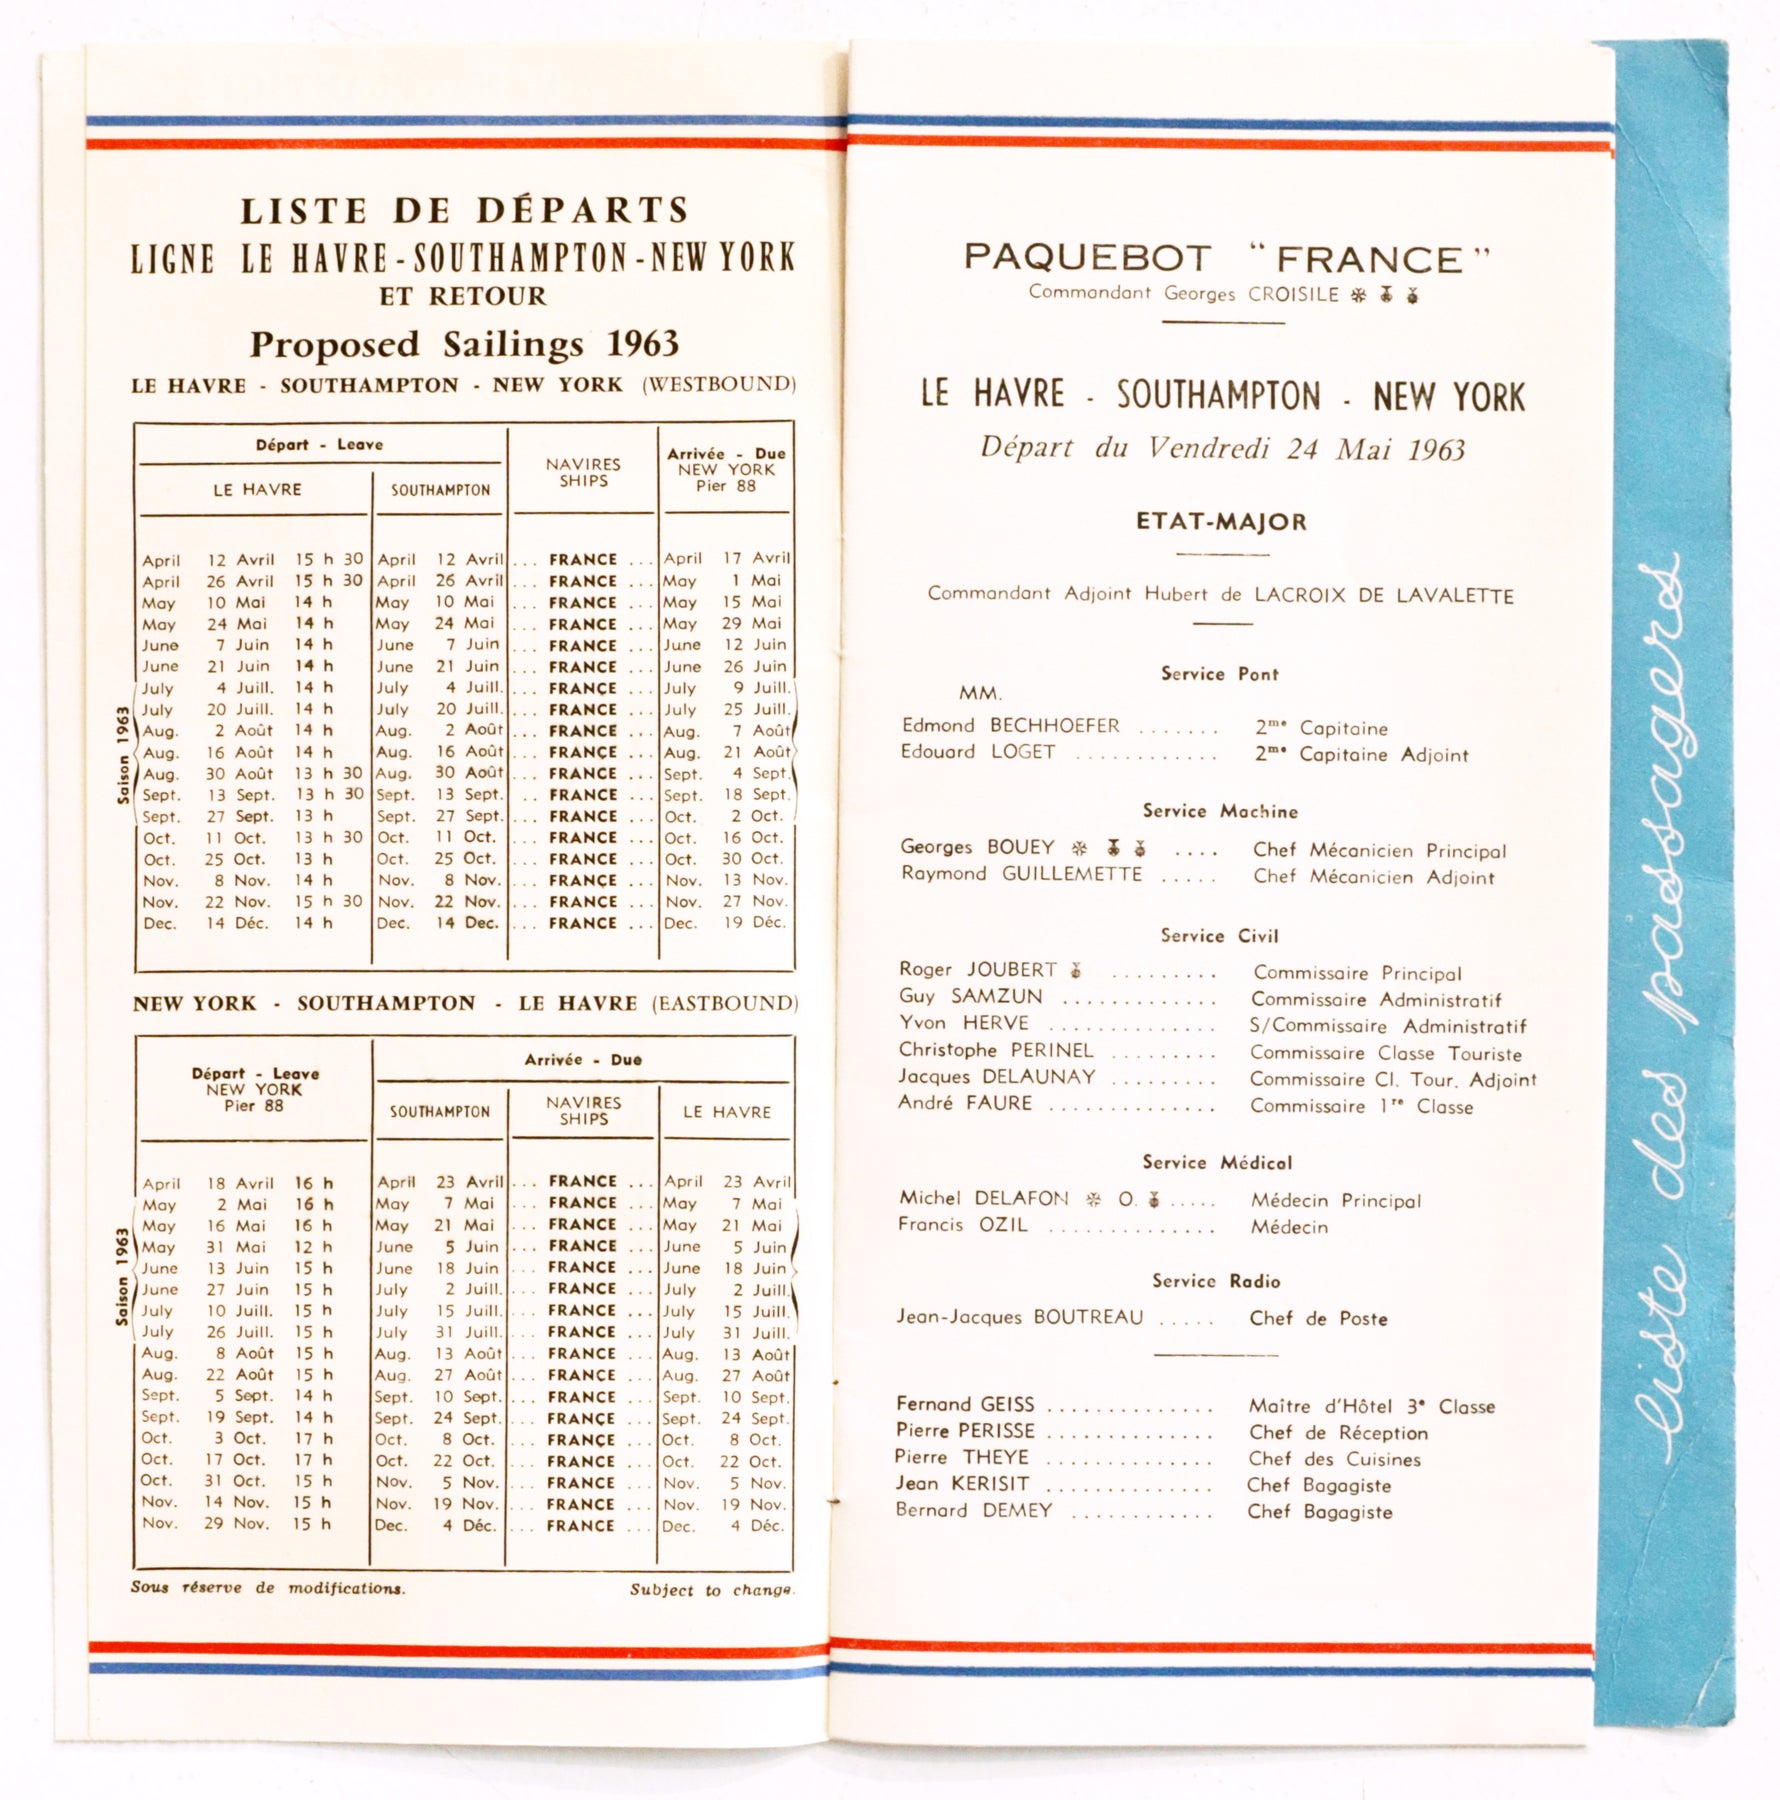 LISTE DE DÉPARTS
LIGNE LE HAVRE - SOUTHAMPTON - NEW YORK
ET RETOUR
Proposed Sailings 1963
LE HAVRE - SOUTHAMPTON - NEW YORK (WESTBOUND)
Départ - Leave NAVIRES SHIPS Arrivée - Due NEW YORK Pier 88
LE HAVRE SOUTHAMPTON
April 12 Avril 15 h 30 April 12 Avril ... FRANCE ... April 17 Avril
April 26 Avril 15 h 30 April 26 Avril ... FRANCE ... May 1 Mai
May 10 Mai 14 h May 10 Mai ... FRANCE ... May 15 Mai
May 24 Mai 14 h May 24 Mai ... FRANCE ... May 29 Mai
June 7 Juin 14 h June 7 Juin ... FRANCE ... June 12 Juin
June 21 Juin 14 h June 21 Juin ... FRANCE ... June 26 Juin
July 4 Juill. 14 h July 4 Juill. ... FRANCE ... July 9 Juill.
July 20 Juill. 14 h July 20 Juill. ... FRANCE ... July 25 Juill.
Aug. 2 Août 14 h Aug. 2 Août ... FRANCE ... Aug. 7 Août
Aug. 16 Août 14 h Aug. 16 Août ... FRANCE ... Aug. 21 Août
Aug. 30 Août 13 h 30 Aug. 30 Août ... FRANCE ... Sept. 4 Sept.
Sept. 13 Sept. 13 h 30 Sept. 13 Sept. .. FRANCE ... Sept. 18 Sept.
Sept. 27 Sept. 13 h Sept. 27 Sept. ... FRANCE ... Oct. 2 Oct.
Oct. 11 Oct. 13 h 30 Oct. 11 Oct. ... FRANCE ... Oct. 16 Oct.
Oct. 25 Oct. 13 h Oct. 25 Oct. ... FRANCE ... Oct. 30 Oct.
Nov. 8 Nov. 14 h Nov. 8 Nov. ... FRANCE ... Nov. 13 Nov.
Nov. 22 Nov. 15 h 30 Nov. 22 Nov. ... FRANCE ... Nov. 27 Nov.
Dec. 14 Déc. 14 h Dec. 14 Dec. ... FRANCE ... Dec. 19 Déc.
Saison 1963
NEW YORK - SOUTHAMPTON - LE HAVRE (EASTBOUND)
Départ - Leave NEW YORK Pier 88 Arrivée - Due
SOUTHAMPTON NAVIRES SHIPS LE HAVRE
April 18 Avril 16 h April 23 Avril ... FRANCE ... April 23 Avril
May 2 Mai 16 h May 7 Mai ... FRANCE ... May 7 Mai
May 16 Mai 16 h May 21 Mai ... FRANCE ... May 21 Mai
May 31 Mai 12 h June 5 Juin ... FRANCE ... June 5 Juin
June 13 Juin 15 h June 18 Juin ... FRANCE ... June 18 Juin
June 27 Juin 15 h July 2 Juill. ... FRANCE ... July 2 Juill.
July 10 Juill. 15 h July 15 Juill. ... FRANCE ... July 15 Juill.
July 26 Juill. 15 h July 31 Juill. ... FRANCE ... July 31 Juill.
Aug. 8 Août 15 h Aug. 13 Août ... FRANCE ... Aug. 13 Août
Aug. 22 Août 15 h Aug. 27 Août ... FRANCE ... Aug. 27 Août
Sept. 5 Sept. 14 h Sept. 10 Sept. ... FRANCE ... Sept. 10 Sept.
Sept. 19 Sept. 14 h Sept. 24 Sept. ... FRANCE ... Sept. 24 Sept.
Oct. 3 Oct. 17 h Oct. 8 Oct. ... FRANCE ... Oct. 8 Oct.
Oct. 17 Oct. 17 h Oct. 22 Oct. ... FRANCE ... Oct. 22 Oct.
Oct. 31 Oct. 15 h Nov. 5 Nov. ... FRANCE ... Nov. 5 Nov.
Nov. 14 Nov. 15 h Nov. 19 Nov. ... FRANCE ... Nov. 19 Nov.
Nov. 29 Nov. 15 h Dec. 4 Déc. ... FRANCE ... Dec. 4 Déc.
Saison 1963
Sous réserve de modifications. Subject to change.
PAQUEBOT "FRANCE"
Commandant Georges CROISILE
LE HAVRE - SOUTHAMPTON - NEW YORK
Départ du Vendredi 24 Mai 1963
ETAT-MAJOR
Commandant Adjoint Hubert de LACROIX DE LAVALETTE
Service Pont
MM.
Edmond BECHHOEFER ....... 2me Capitaine
Edouard LOGET ............ 2me Capitaine Adjoint
Service Machine
Georges BOUEY .... Chef Mécanicien Principal
Raymond GUILLEMETTE ..... Chef Mécanicien Adjoint
Service Civil
Roger JOUBERT ......... Commissaire Principal
Guy SAMZUN ............. Commissaire Administratif
Yvon HERVE .............. S/Commissaire Administratif
Christophe PERINEL ......... Commissaire Classe Touriste
Jacques DELAUNAY ......... Commissaire Cl. Tour. Adjoint
André FAURE .............. Commissaire 1re Classe
Service Médical
Michel DELAFON O. ..... Médecin Principal
Francis OZIL .............. Médecin
Service Radio
Jean-Jacques BOUTREAU ..... Chef de Poste
Fernand GEISS .............. Maître d'Hôtel 3e Classe
Pierre PERISSE .............. Chef de Réception
Pierre THEYE .............. Chef des Cuisines
Jean KERISIT .............. Chef Bagagiste
Bernard DEMEY ............ Chef Bagagiste
liste des passagers